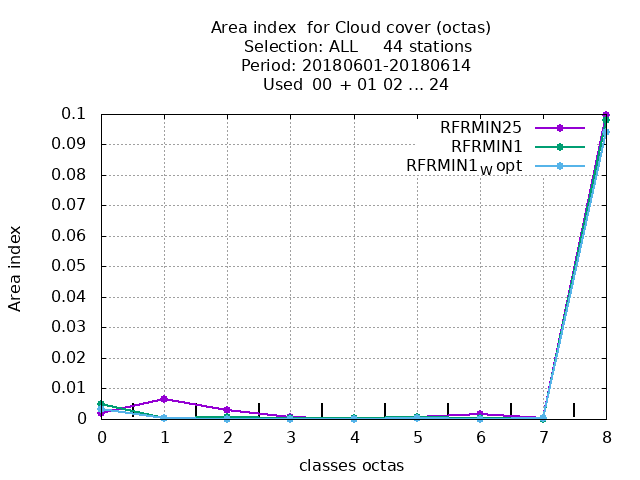 Area index for Cloud cover (octas)
Selection: ALL 44 stations
Period: 20180601-20180614
Used 00 + 01 02 ... 24
RFRMIN25
RFRMIN1
RFRMIN1W opt
0.1
0.09
0.08
0.07
0.06
0.05
0.04
0.03
0.02
0.01
0
Area index
0 1 2 3 4 5 6 7 8
classes octas